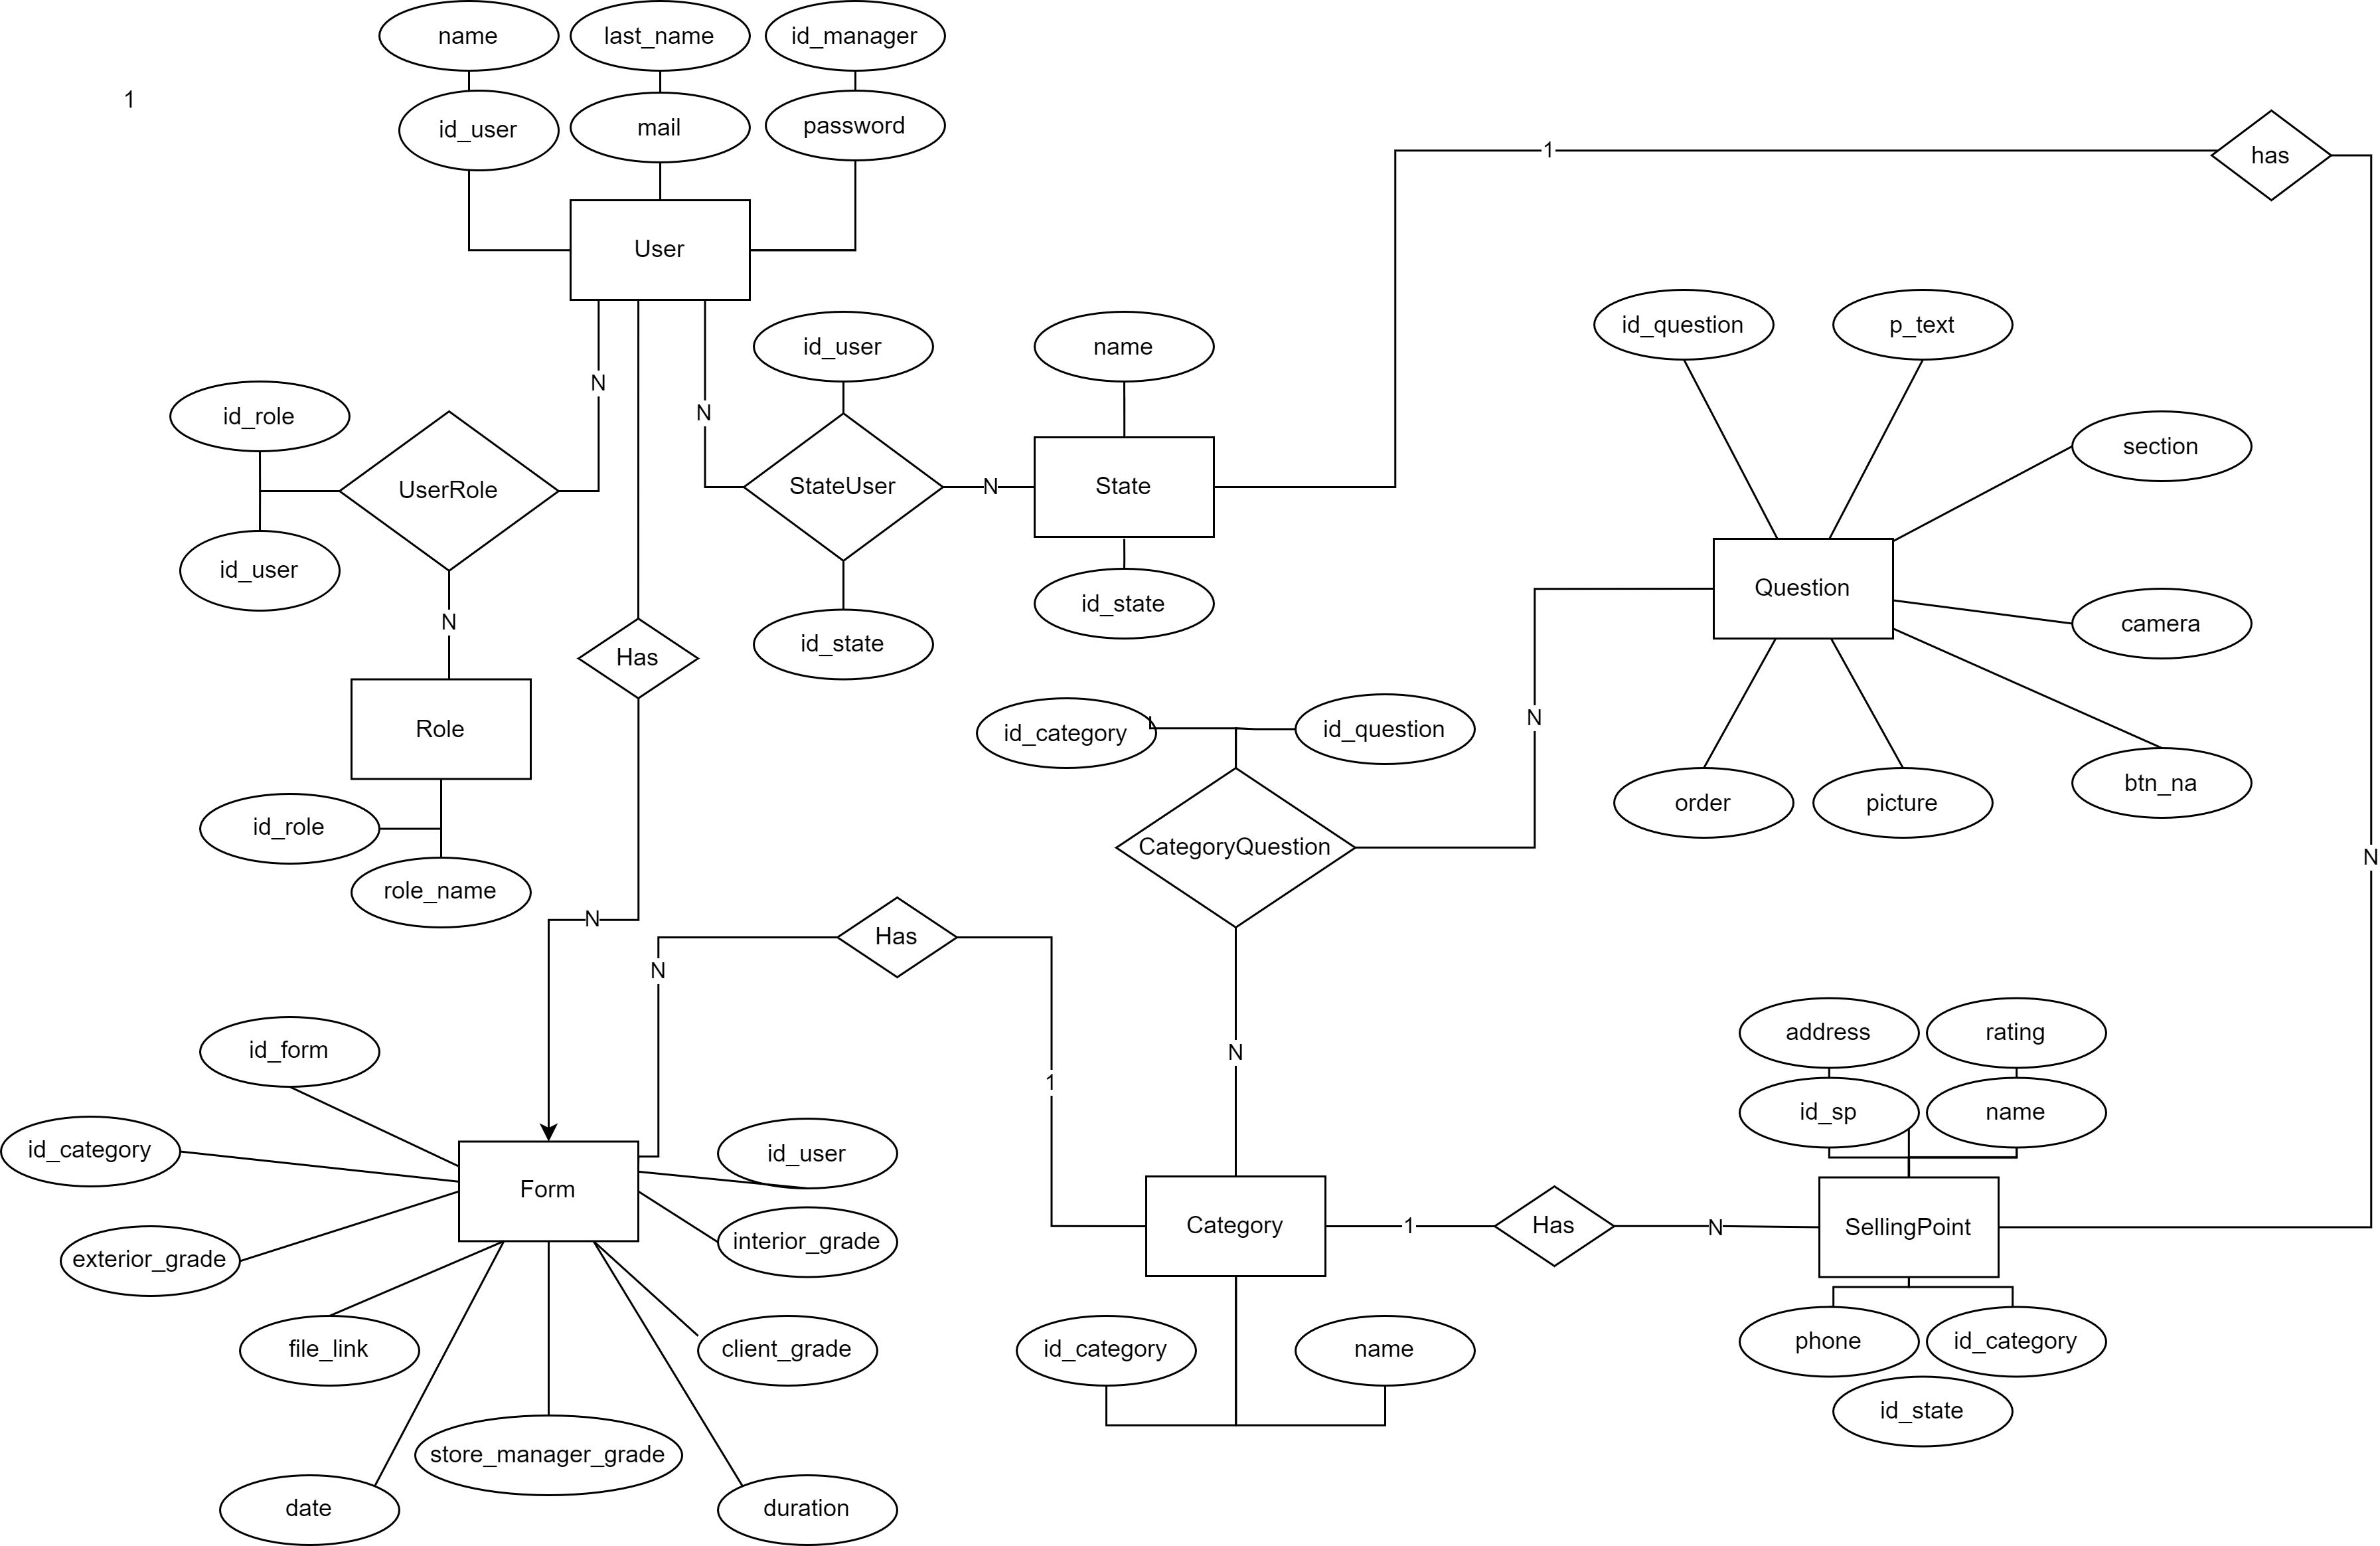 name
last_name
id_manager
1
id_user
mail
password
1
has
User
id_question
p_text
id_user
name
N
N
id_role
section
UserRole
StateUser
N
State
id_user
Question
id_state
camera
N
id_state
Has
N
Role
id_category
id_question
btn_na
order
picture
id_role
CategoryQuestion
N
role_name
N
Has
N
address
rating
id_form
N
1
id_sp
name
id_category
id_user
Form
Category
1
Has
N
SellingPoint
exterior_grade
interior_grade
file_link
client_grade
id_category
name
phone
id_category
id_state
store_manager_grade
date
duration